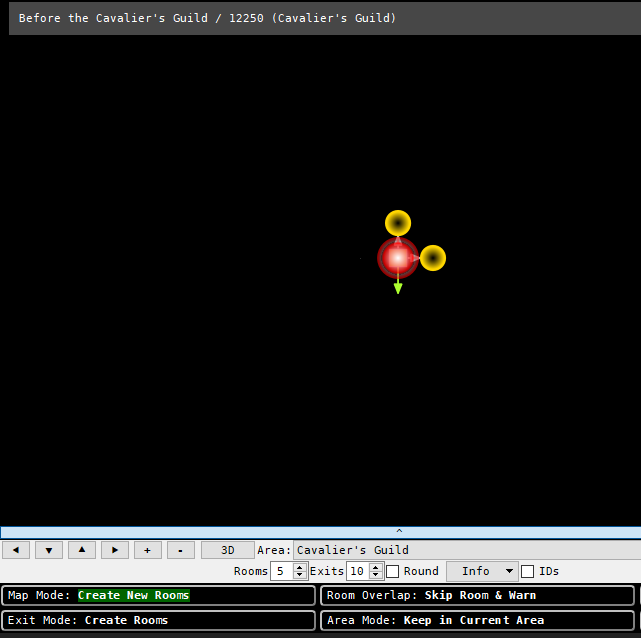 Before the Cavalier's Guild / 12250 (Cavalier's Guild)
^
+ - 3D Area: Cavalier's Guild
Rooms 5 Exits 10 Round Info IDs
Map Mode: Create New Rooms Room Overlap: Skip Room & Warn
Exit Mode: Create Rooms Area Mode: Keep in Current Area